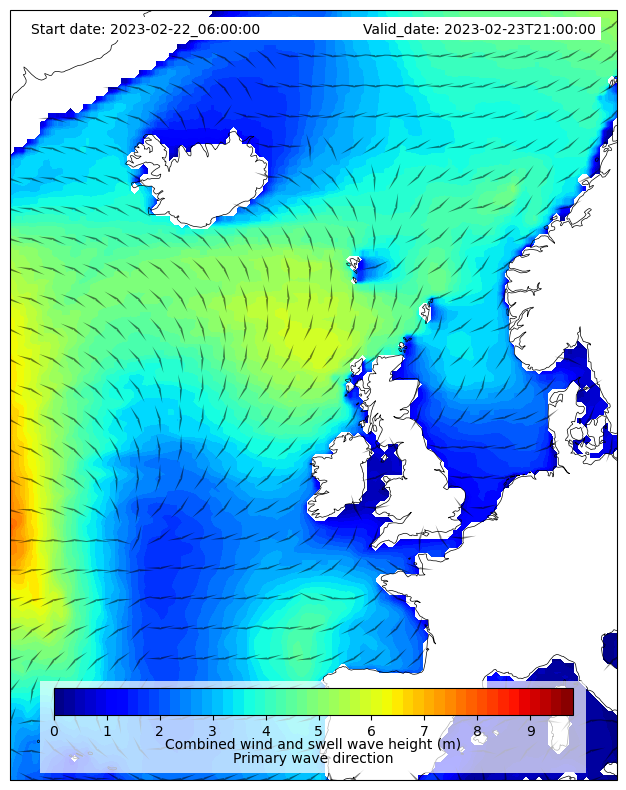 Start date: 2023-02-22_06:00:00 Valid_date: 2023-02-23T21:00:00
0 1 2 3 4 5 6 7 8 9
Combined wind and swell wave height (m)
Primary wave direction